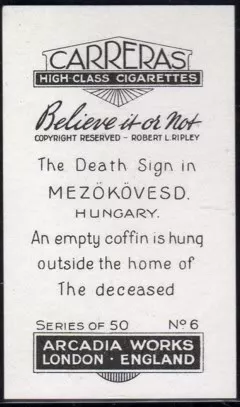 CARRERAS
HIGH-CLASS CIGARETTES
Believe it or Not
COPYRIGHT RESERVED - ROBERT L. RIPLEY
The Death Sign in
MEZÖKÖVESD.
HUNGARY.
An empty coffin is hung
outside the home of
The deceased
SERIES OF 50 Nº 6
ARCADIA WORKS
LONDON · ENGLAND